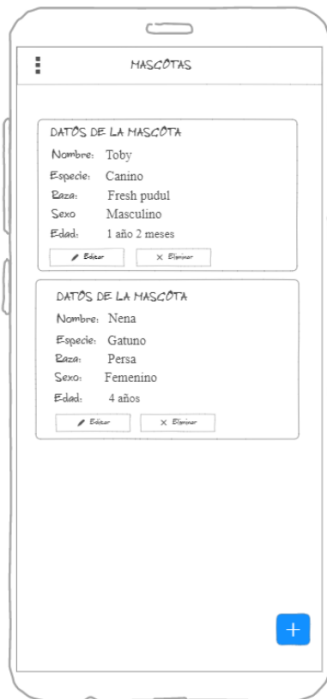 MASCOTAS
DATOS DE LA MASCOTA
Nombre: Toby
Especie: Canino
Raza: Fresh pudul
Sexo Masculino
Edad: 1 año 2 meses
Editar X Eliminar
DATOS DE LA MASCOTA
Nombre: Nena
Especie: Gatuno
Raza: Persa
Sexo: Femenino
Edad: 4 años
Editar X Eliminar
+